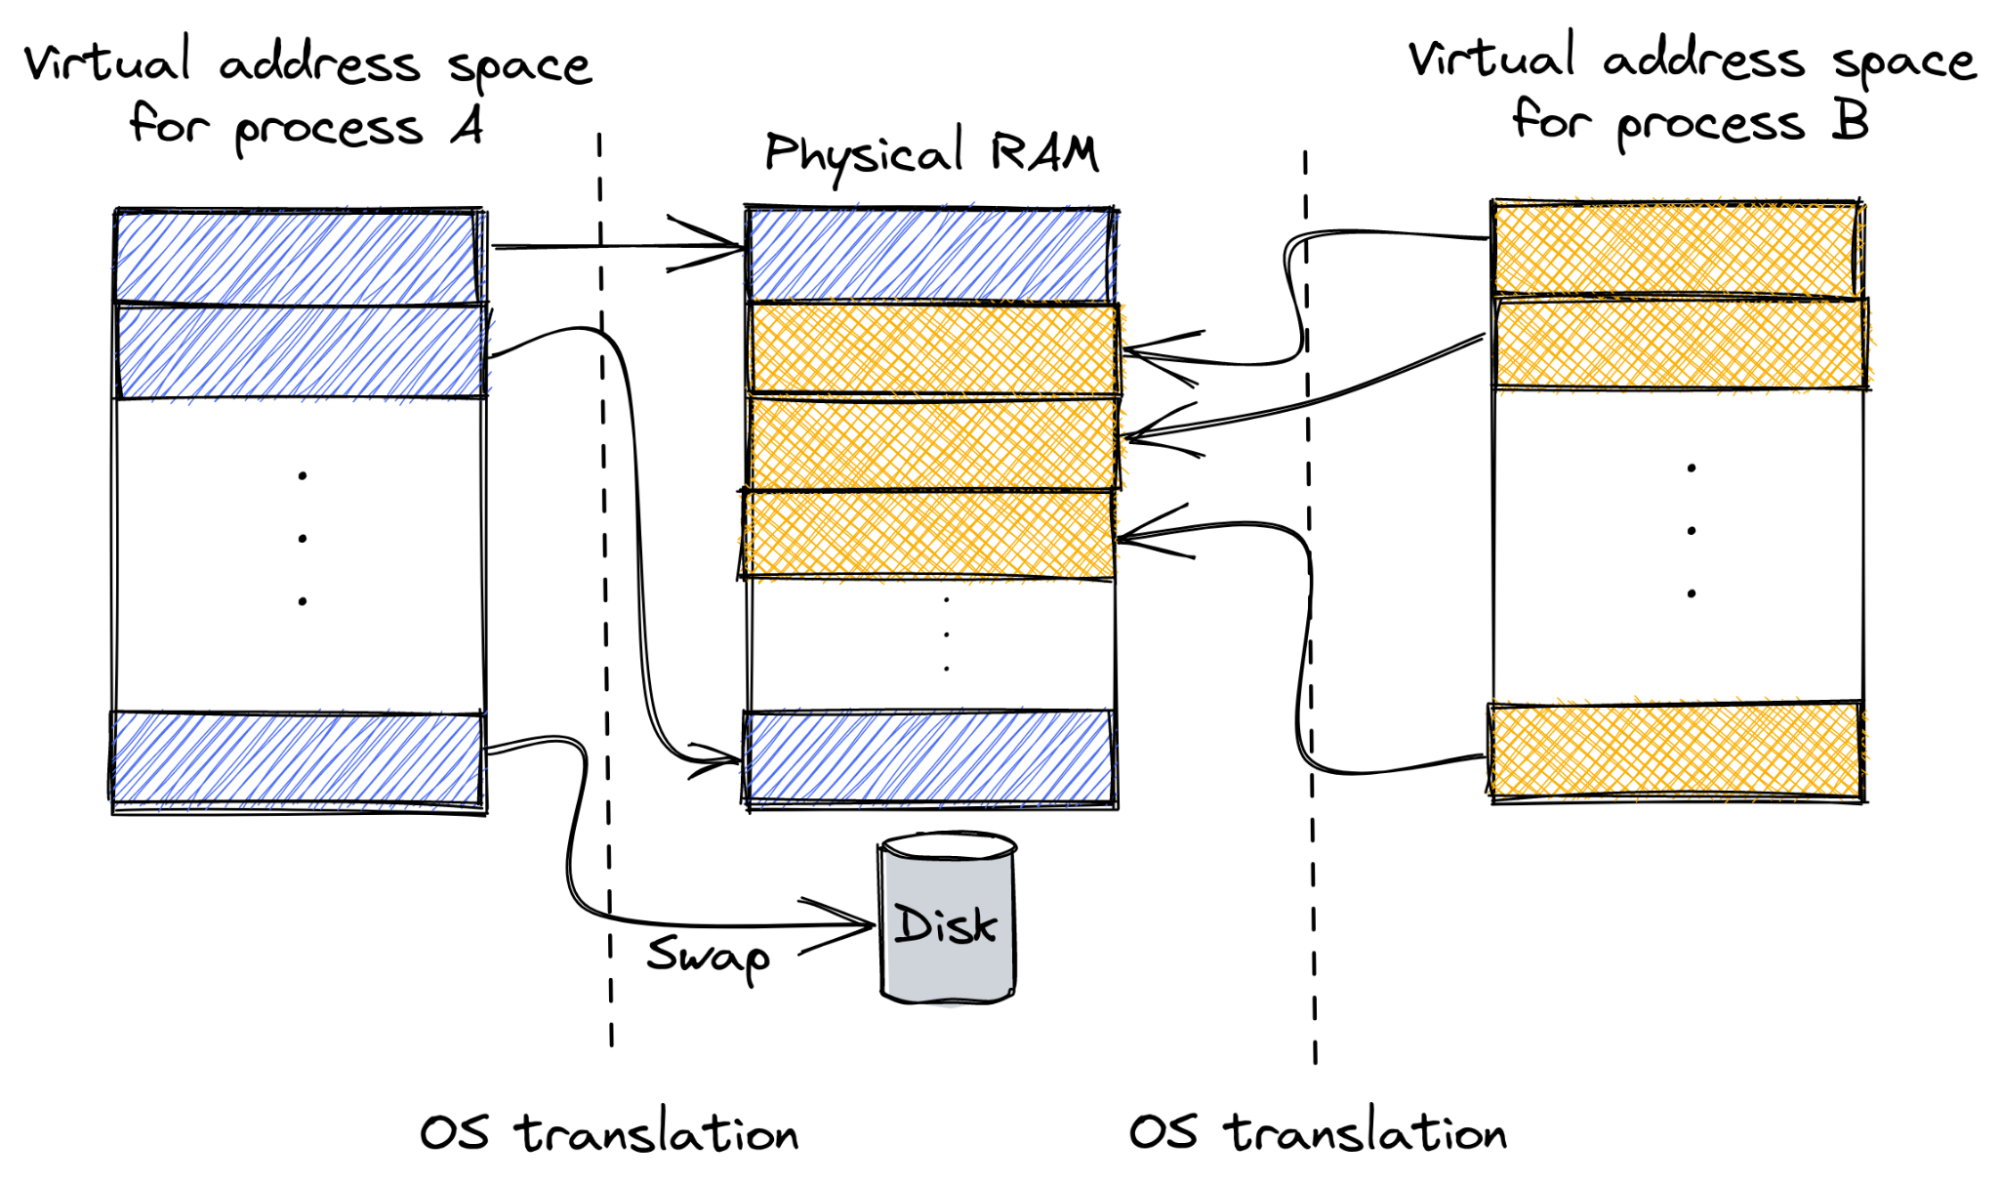 Virtual address space
for process A
Physical RAM
Virtual address space
for process B
Disk
Swap
OS translation
OS translation